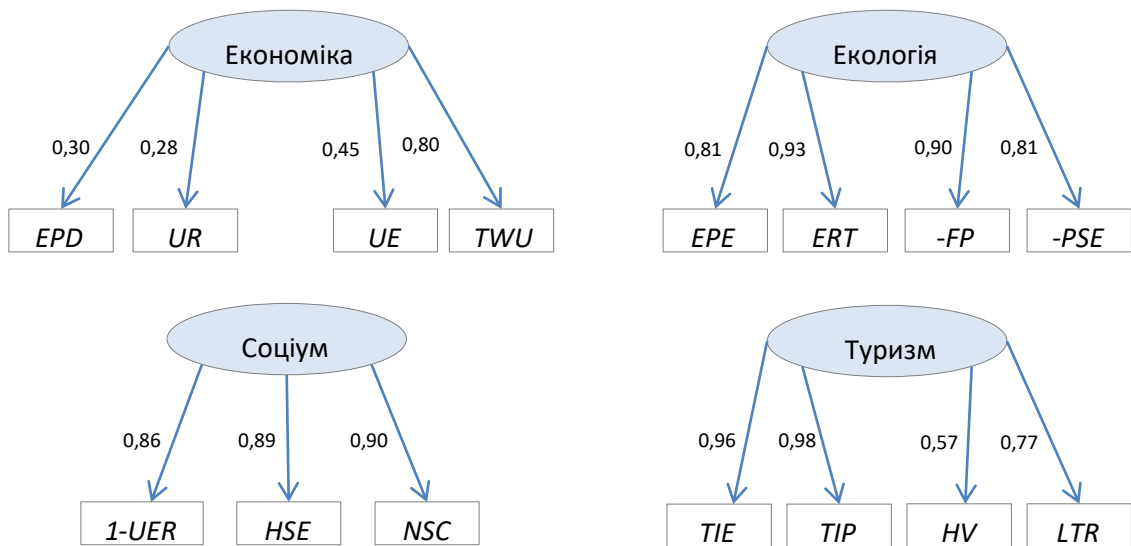 Економіка
0,30
0,28
0,45
0,80
EPD
UR
UE
TWU
Екологія
0,81
0,93
0,90
0,81
EPE
ERT
-FP
-PSE
Соціум
0,86
0,89
0,90
1-UER
HSE
NSC
Туризм
0,96
0,98
0,57
0,77
TIE
TIP
HV
LTR